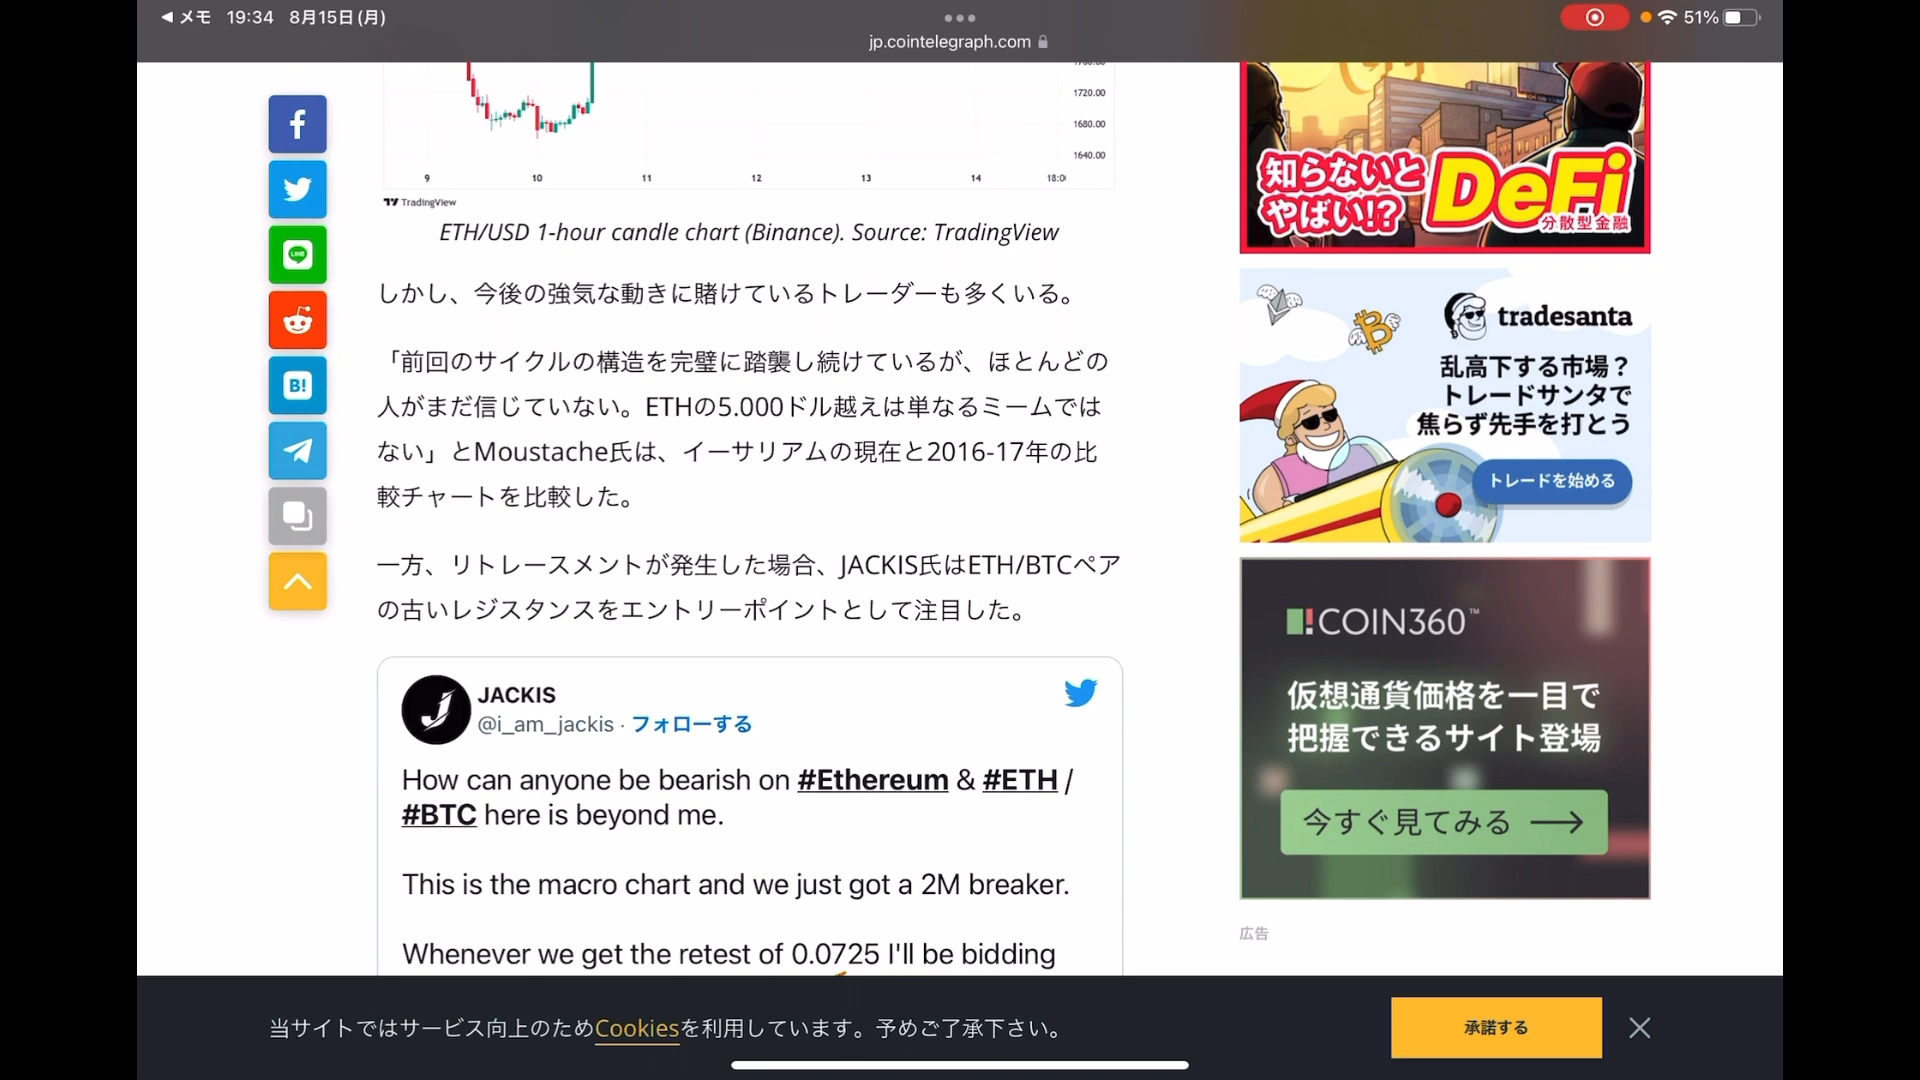 メモ 19:34 8月15日(月)
51%
jp.cointelegraph.com
1720.00
1680.00
1640.00
9 10 11 12 13 14
TradingView
ETH/USD 1-hour candle chart (Binance). Source: TradingView
しかし、今後の強気な動きに賭けているトレーダーも多くいる。
「前回のサイクルの構造を完璧に踏襲し続けているが、ほとんどの
人がまだ信じていない。ETHの5.000ドル越えは単なるミームでは
ない」とMoustache氏は、イーサリアムの現在と2016-17年の比
較チャートを比較した。
一方、リトレースメントが発生した場合、JACKIS氏はETH/BTCペア
の古いレジスタンスをエントリーポイントとして注目した。
JACKIS
@i_am_jackis · フォローする
How can anyone be bearish on #Ethereum & #ETH /
#BTC here is beyond me.
This is the macro chart and we just got a 2M breaker.
Whenever we get the retest of 0.0725 I'll be bidding
LINE
B!
知らないと
やばい!?
DeFi
分散型金融
tradesanta
乱高下する市場？
トレードサンタで
焦らず先手を打とう
トレードを始める
COIN360™
仮想通貨価格を一目で
把握できるサイト登場
今すぐ見てみる
広告
当サイトではサービス向上のためCookiesを利用しています。予めご了承下さい。
承諾する